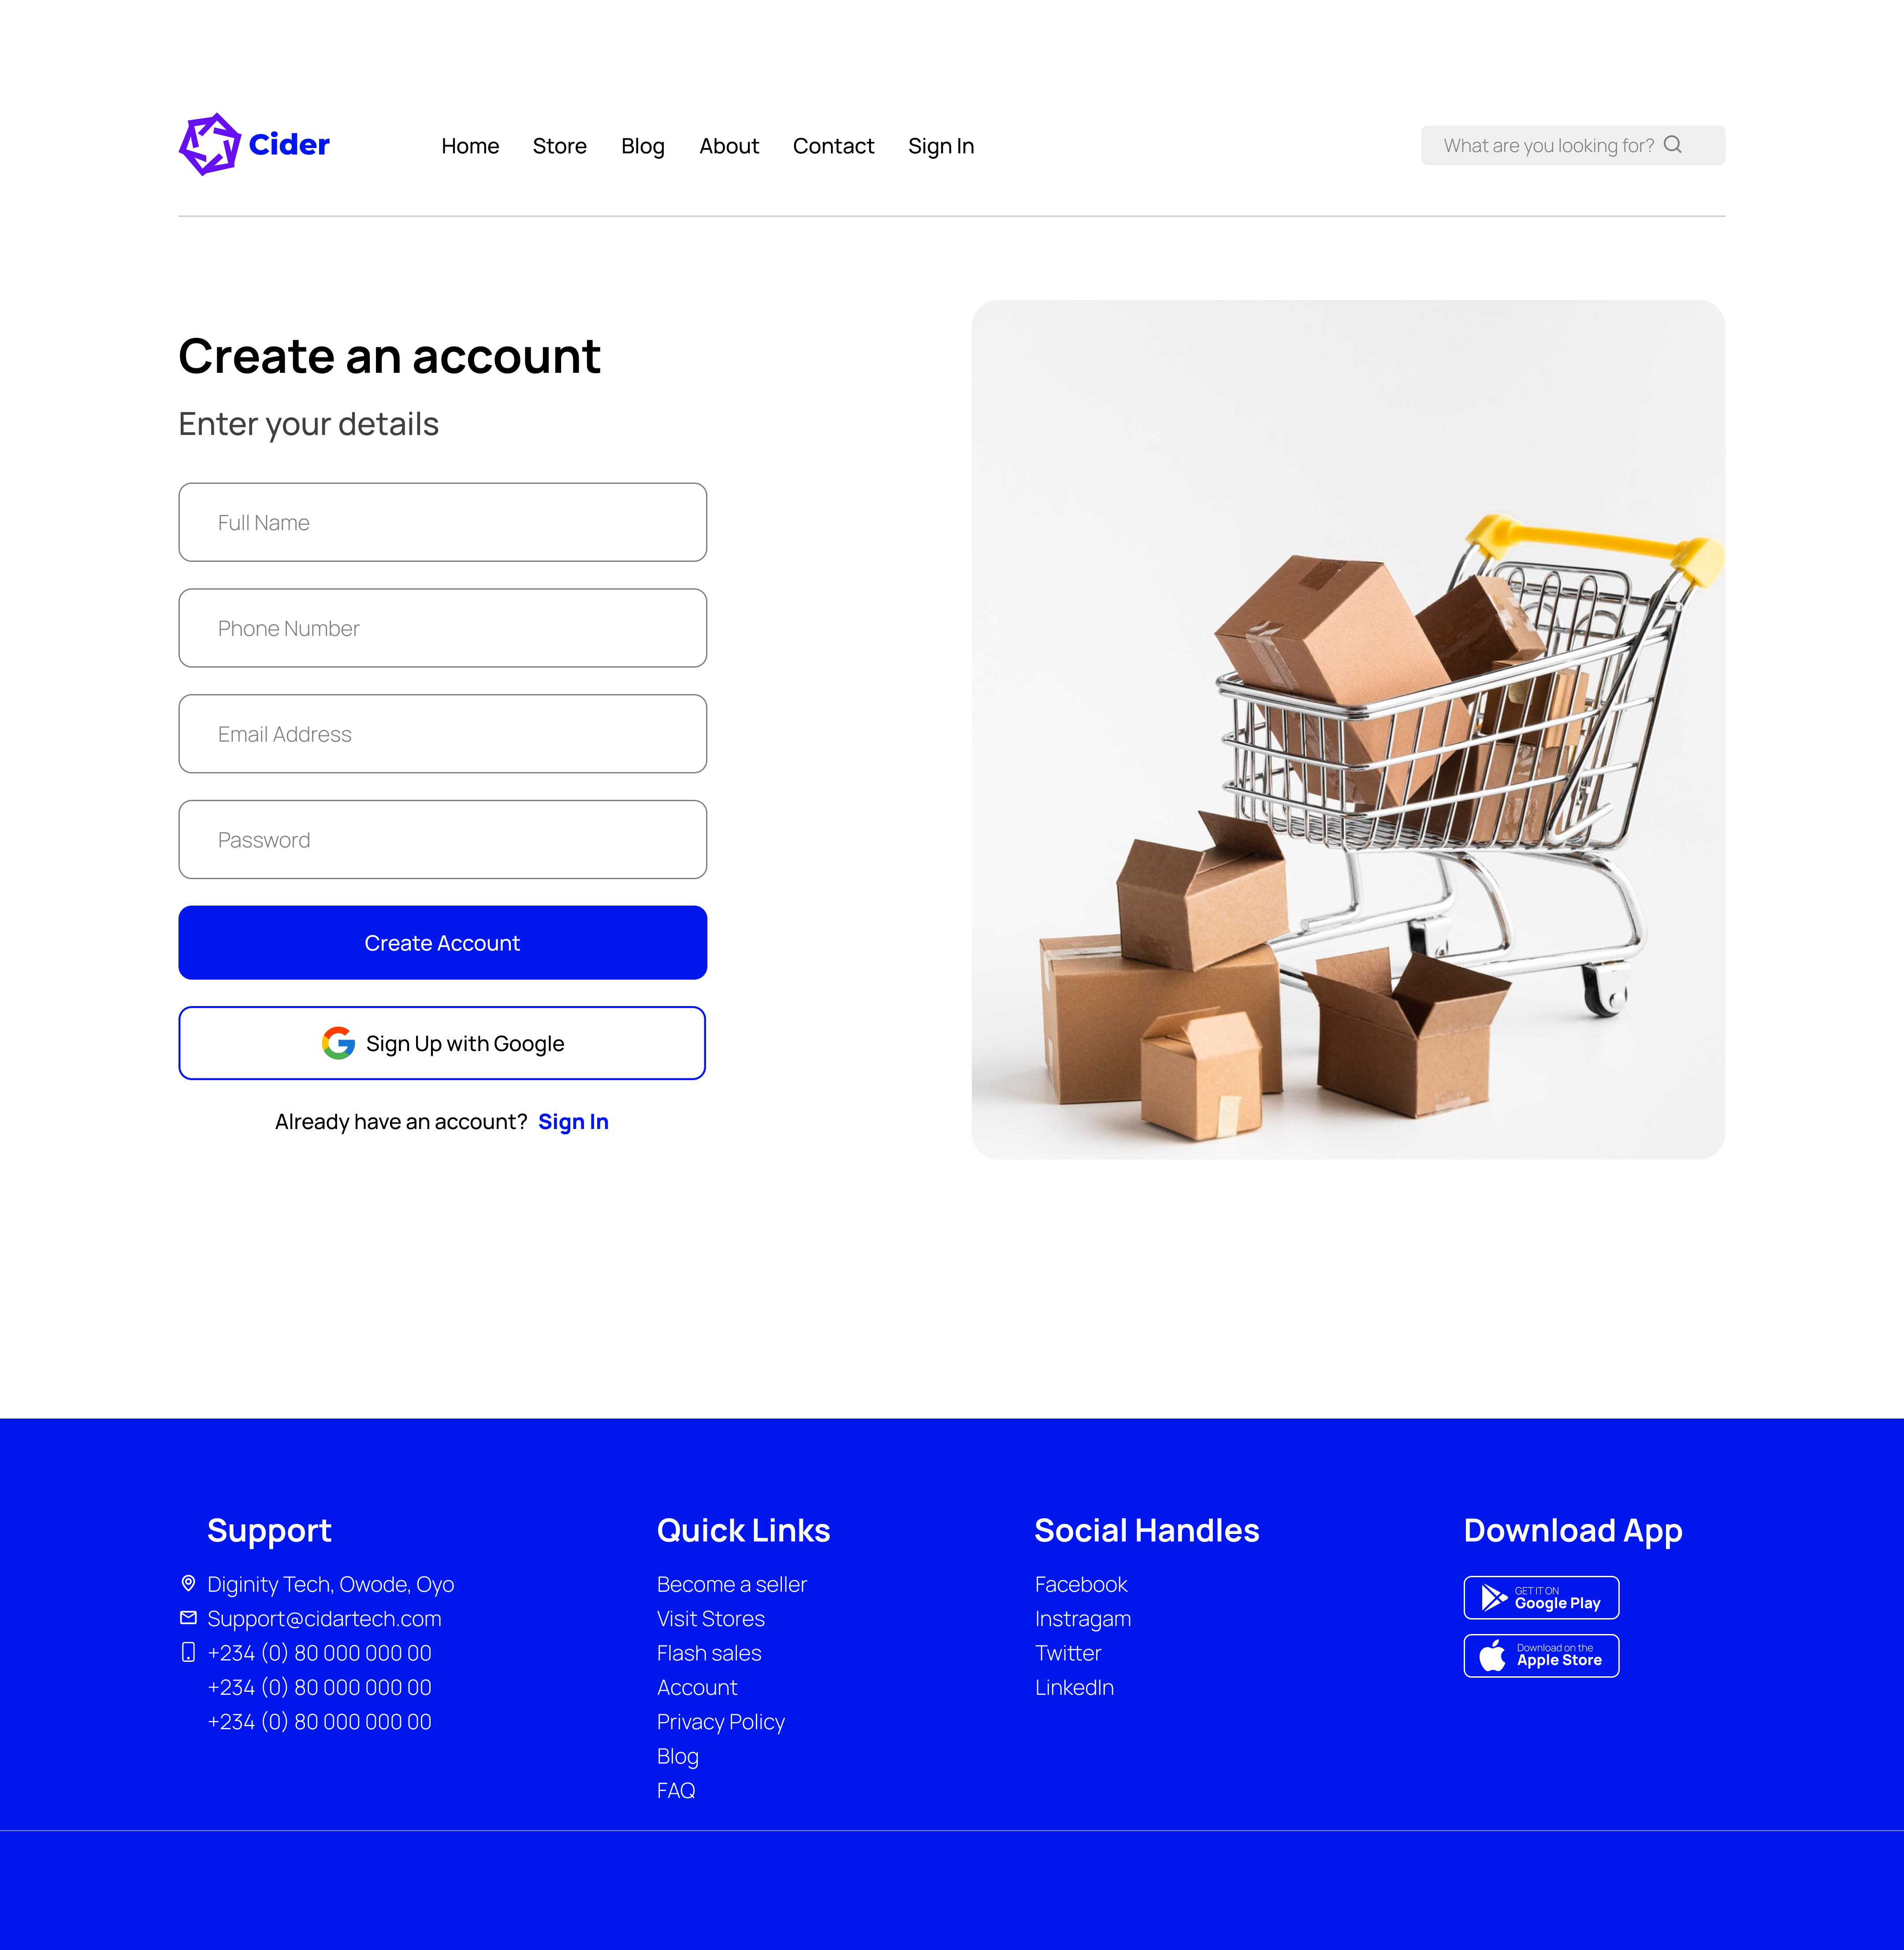 Cider
Home Store Blog About Contact Sign In
What are you looking for?
Create an account
Enter your details
Full Name
Phone Number
Email Address
Password
Create Account
Sign Up with Google
Already have an account? Sign In
Support
Diginity Tech, Owode, Oyo
Support@cidartech.com
+234 (0) 80 000 000 00
+234 (0) 80 000 000 00
+234 (0) 80 000 000 00
Quick Links
Become a seller
Visit Stores
Flash sales
Account
Privacy Policy
Blog
FAQ
Social Handles
Facebook
Instragam
Twitter
LinkedIn
Download App
GET IT ON
Google Play
Download on the
Apple Store